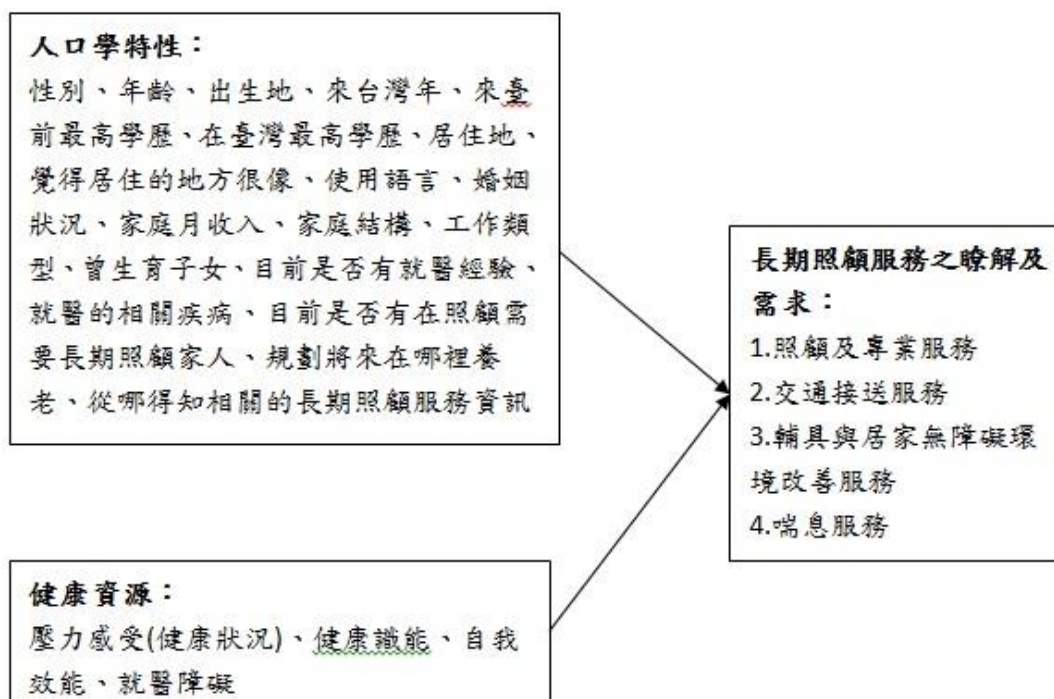 人口學特性：
性別、年齡、出生地、來台灣年、來臺
前最高學歷、在臺灣最高學歷、居住地、
覺得居住的地方很像、使用語言、婚姻
狀況、家庭月收入、家庭結構、工作類
型、曾生育子女、目前是否有就醫經驗、
就醫的相關疾病、目前是否有在照顧需
要長期照顧家人、規劃將來在哪裡養
老、從哪得知相關的長期照顧服務資訊
長期照顧服務之瞭解及
需求：
1.照顧及專業服務
2.交通接送服務
3.輔具與居家無障礙環
境改善服務
4.喘息服務
健康資源：
壓力感受(健康狀況)、健康識能、自我
效能、就醫障礙